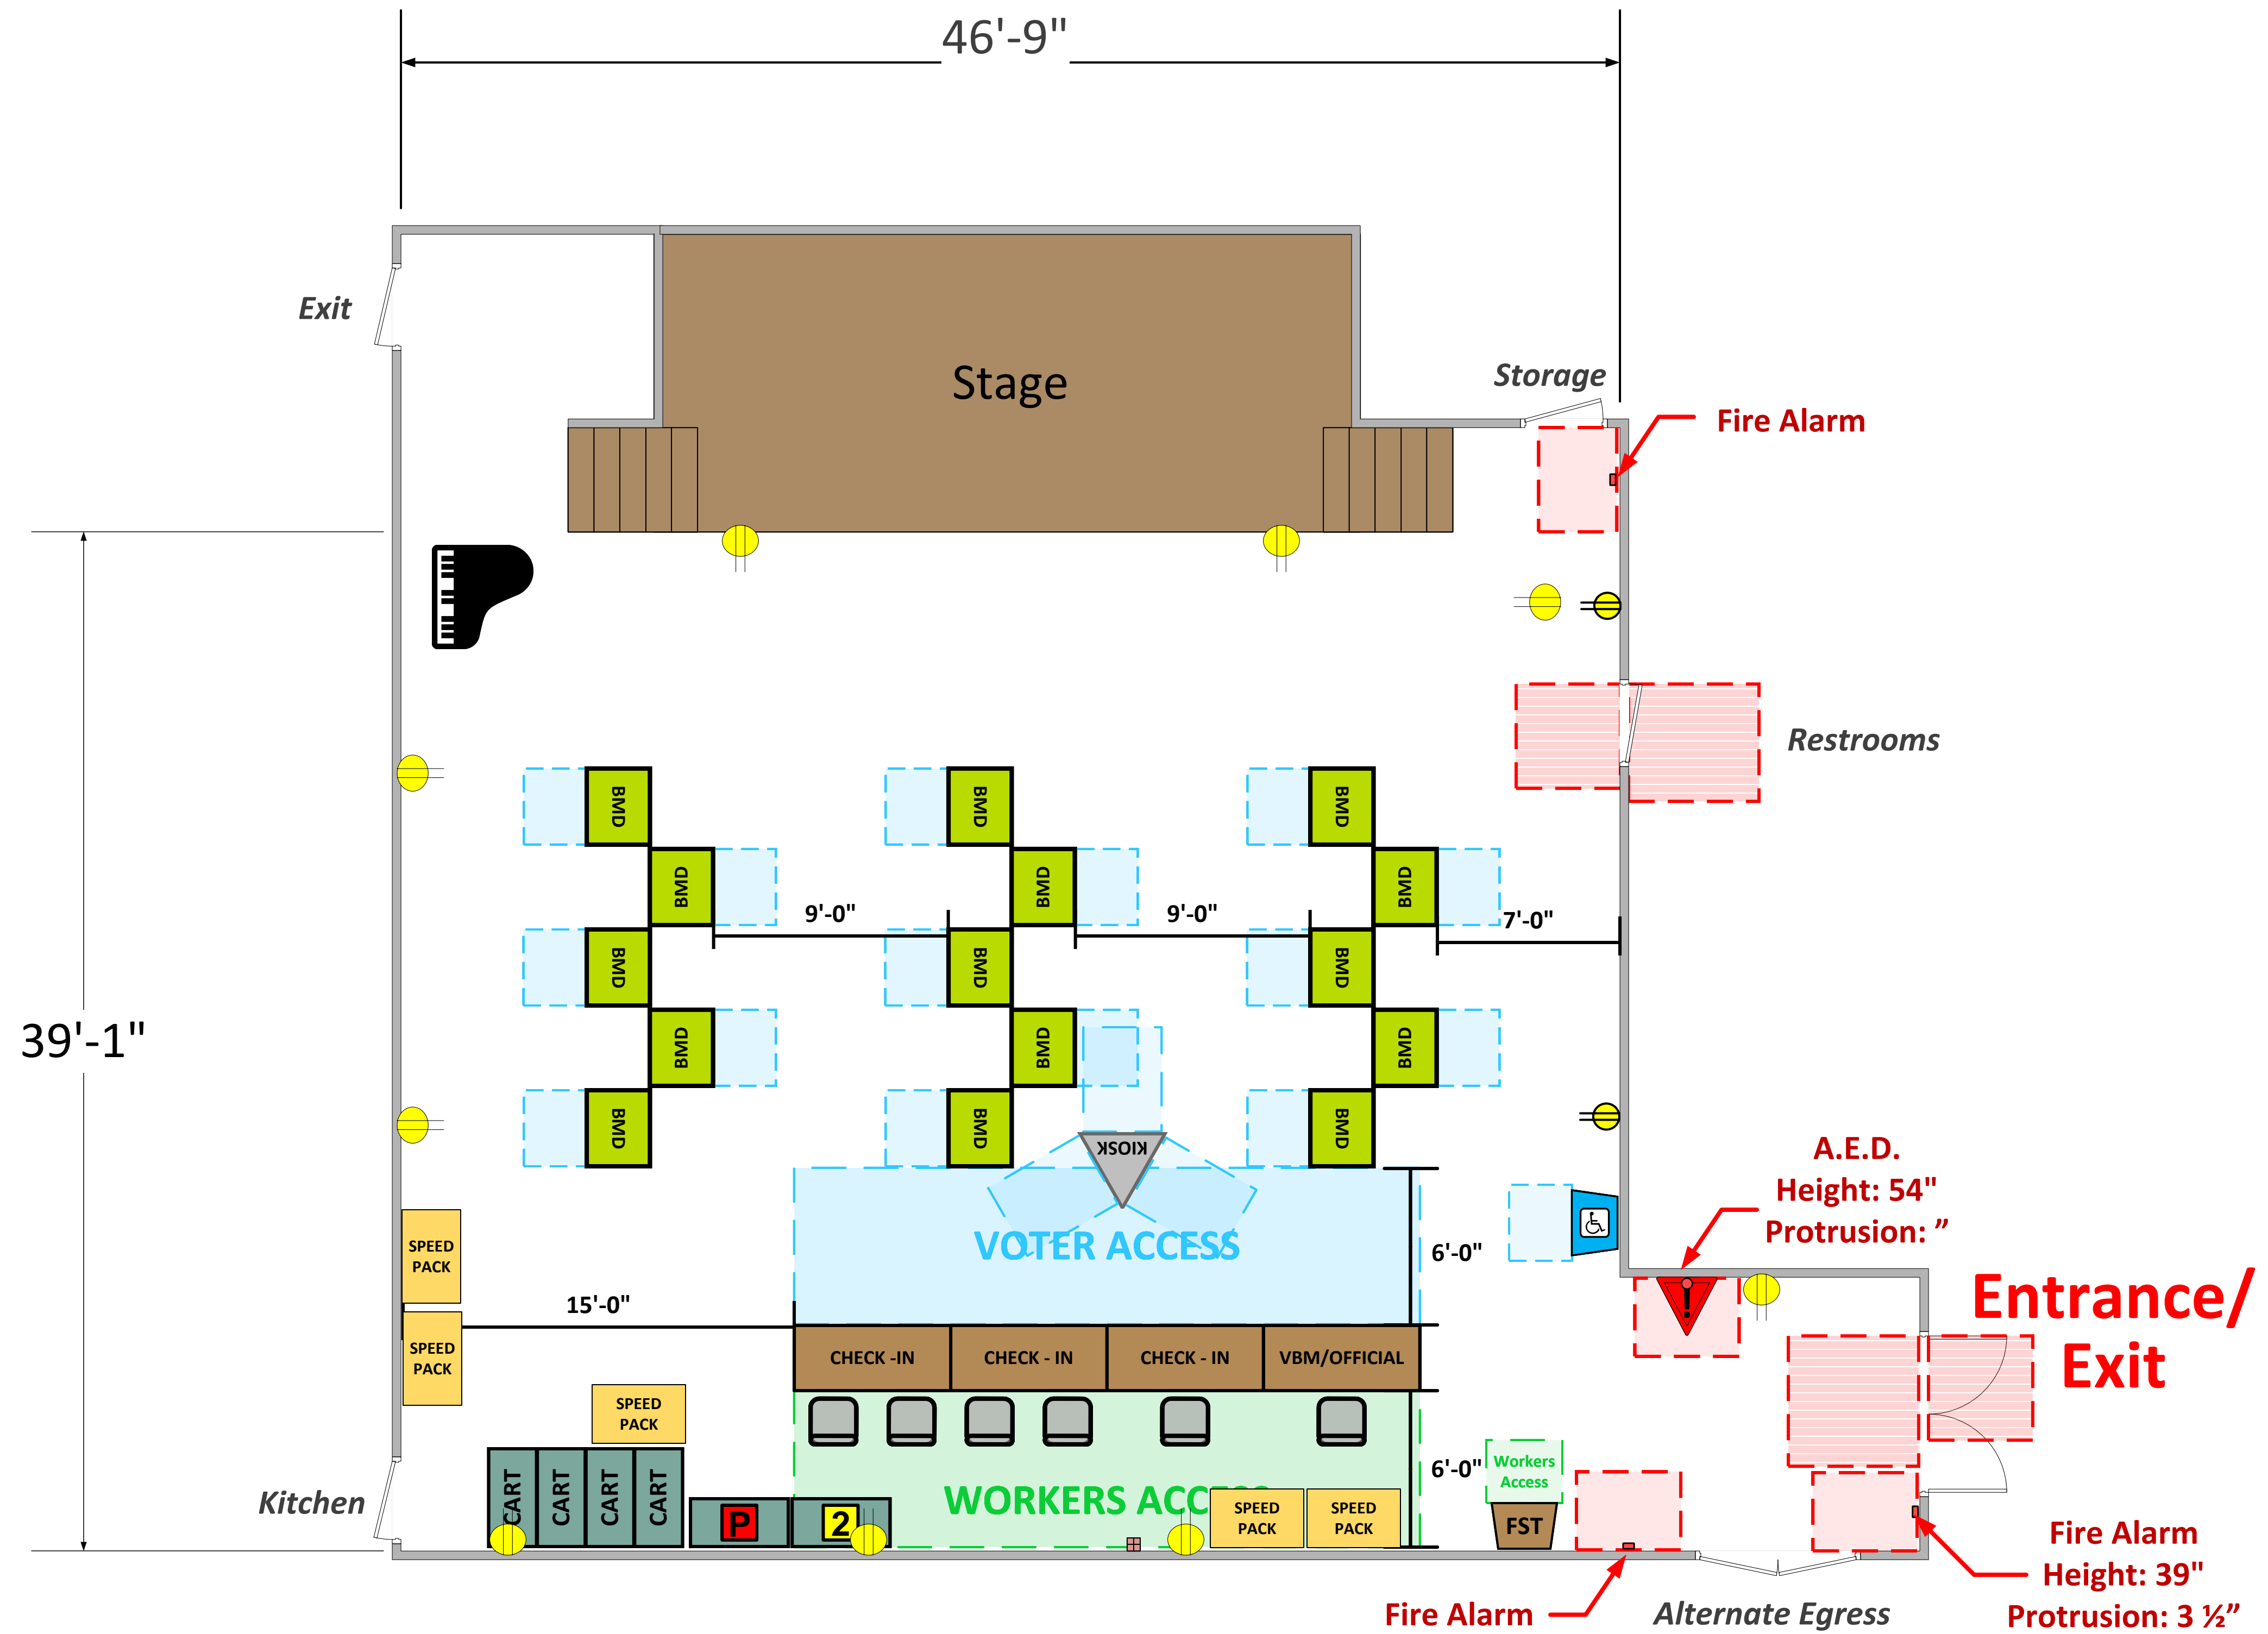 46'-9"
Exit
Stage
Storage
Fire Alarm
Restrooms
BMD
BMD
BMD
BMD
BMD
BMD
9'-0"
9'-0"
7'-0"
BMD
BMD
BMD
39'-1"
BMD
BMD
BMD
BMD
BMD
BMD
KIOSK
A.E.D.
Height: 54"
Protrusion: ”
VOTER ACCESS
6'-0"
SPEED
PACK
15'-0"
Entrance/
Exit
SPEED
PACK
CHECK -IN
CHECK - IN
CHECK - IN
VBM/OFFICIAL
SPEED
PACK
Kitchen
CART
CART
CART
CART
P
2
WORKERS ACCESS
SPEED
PACK
SPEED
PACK
6'-0"
Workers
Access
FST
Fire Alarm
Alternate Egress
Fire Alarm
Height: 39"
Protrusion: 3 ½”